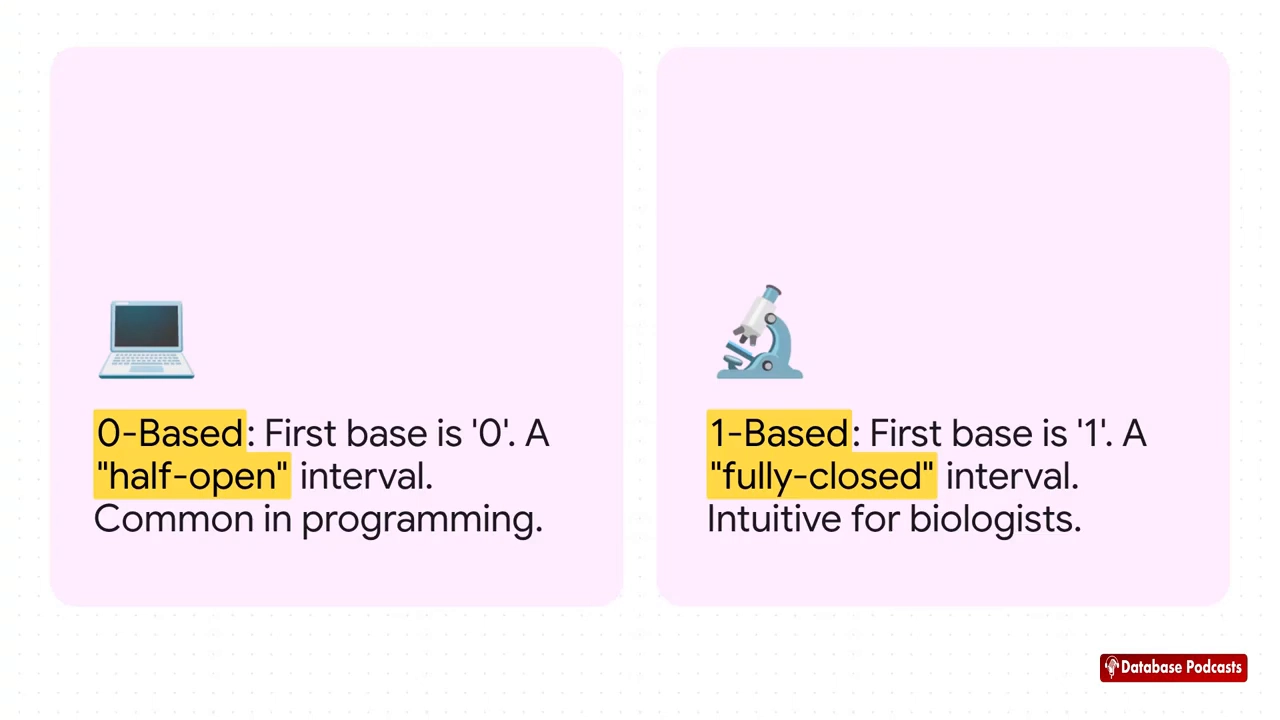 0-Based: First base is '0'. A
"half-open" interval.
Common in programming.
1-Based: First base is '1'. A
"fully-closed" interval.
Intuitive for biologists.
Database Podcasts